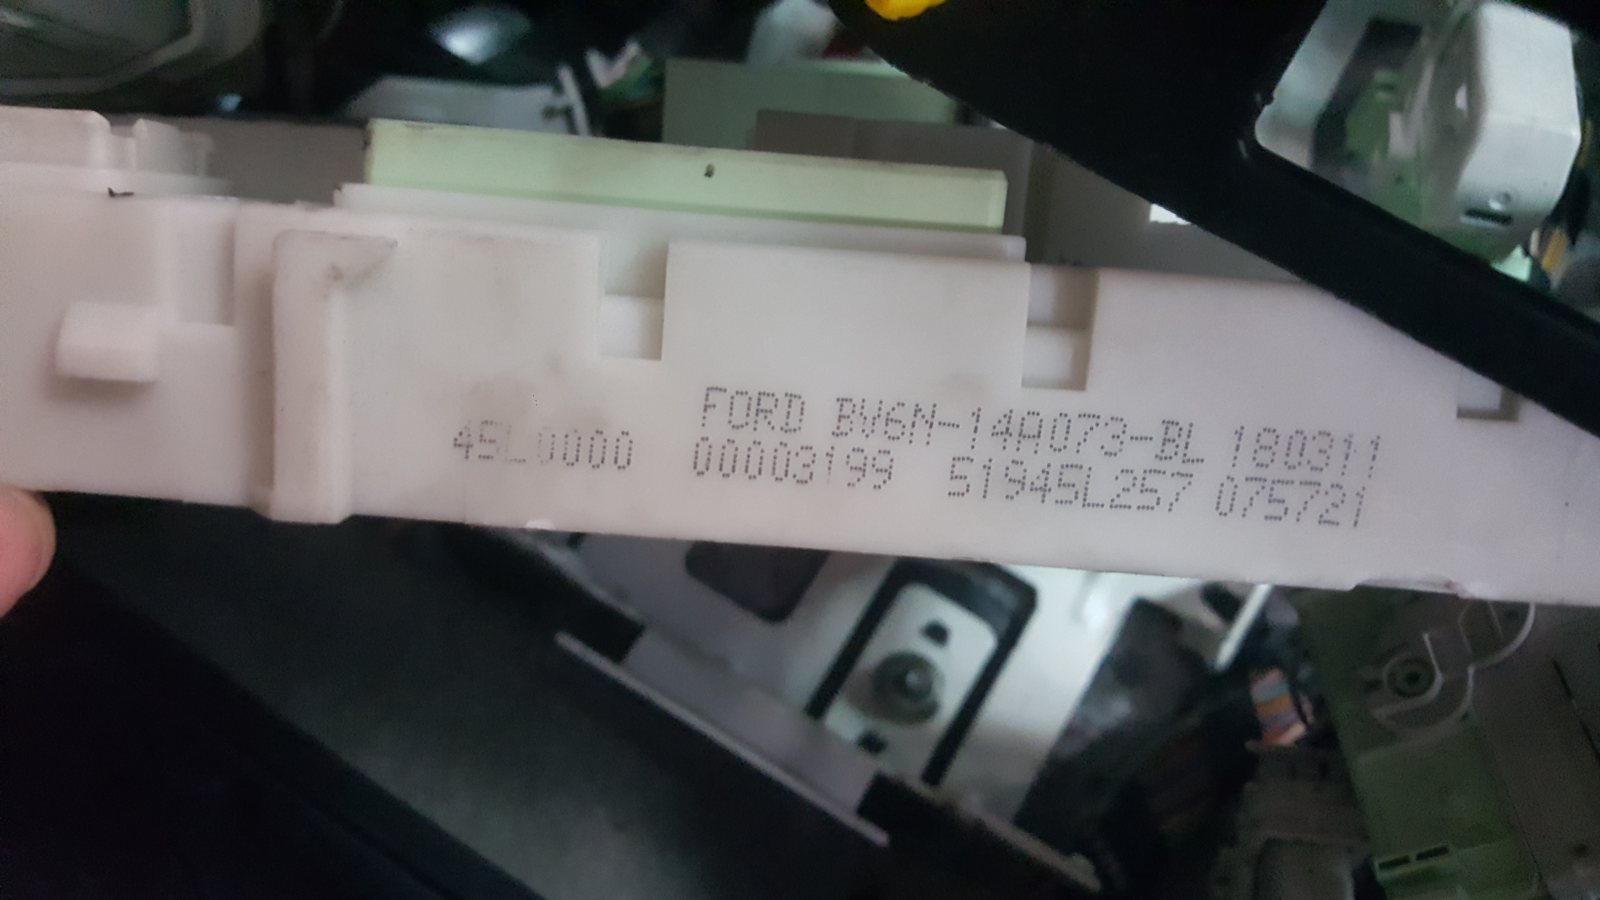 FORD BV6N-14A073-BL 180311
45L0000 00003199 51945L257 075721